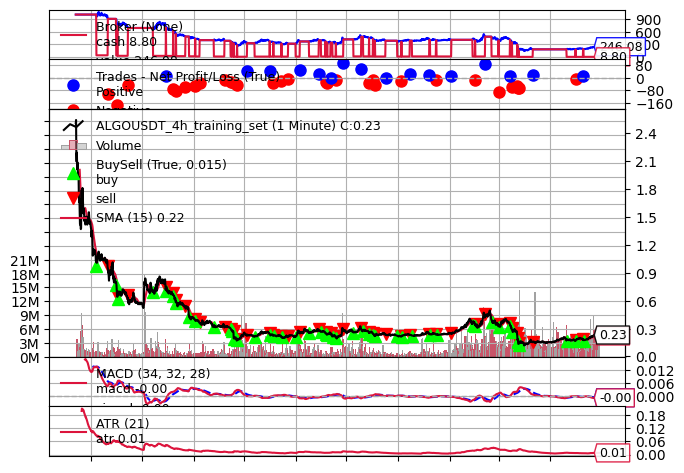 Broker (None)
cash 8.80
900
600
246.08
8.80
Trades - Net Profit/Loss (True)
Positive
80
0
−80
−160
ALGOUSDT_4h_training_set (1 Minute) C:0.23
Volume
BuySell (True, 0.015)
buy
sell
SMA (15) 0.22
2.4
2.1
1.8
1.5
1.2
0.9
0.6
0.3
0.0
0.23
21M
18M
15M
12M
9M
6M
3M
0M
MACD (34, 32, 28)
macd -0.00
0.012
0.006
0.000
-0.00
ATR (21)
atr 0.01
0.18
0.12
0.06
0.00
0.01